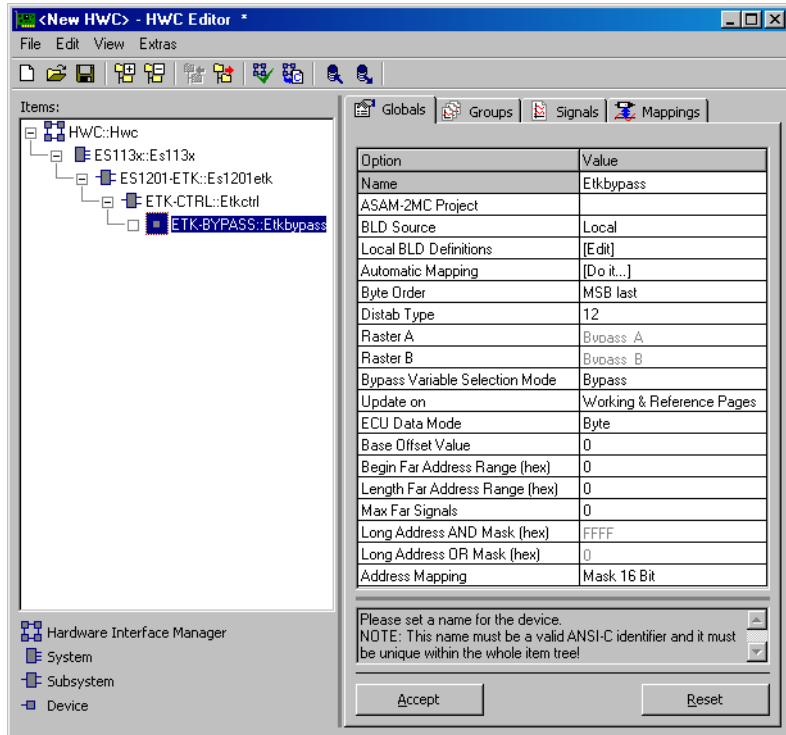 <New HWC> - HWC Editor *
File Edit View Extras
Items:
HWC::Hwc
ES113x::Es113x
ES1201-ETK::Es1201etk
ETK-CTRL::Etkctrl
ETK-BYPASS::Etkbypass
Hardware Interface Manager
System
Subsystem
Device
Globals Groups Signals Mappings
Option Value
Name Etkbypass
ASAM-2MC Project
BLD Source Local
Local BLD Definitions [Edit]
Automatic Mapping [Do it...]
Byte Order MSB last
Distab Type 12
Raster A Bypass_A
Raster B Bypass_B
Bypass Variable Selection Mode Bypass
Update on Working & Reference Pages
ECU Data Mode Byte
Base Offset Value 0
Begin Far Address Range (hex) 0
Length Far Address Range (hex) 0
Max Far Signals 0
Long Address AND Mask (hex) FFFF
Long Address OR Mask (hex) 0
Address Mapping Mask 16 Bit
Please set a name for the device.
NOTE: This name must be a valid ANSI-C identifier and it must
be unique within the whole item tree!
Accept Reset